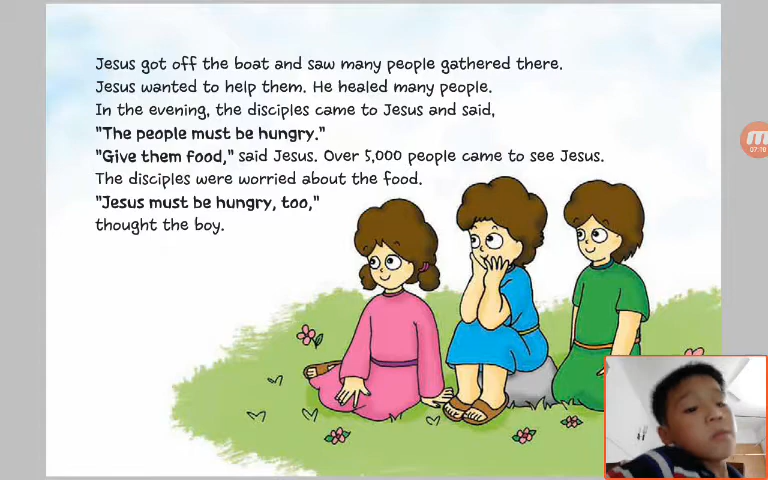 Jesus got off the boat and saw many people gathered there.
Jesus wanted to help them. He healed many people.
In the evening, the disciples came to Jesus and said,
"The people must be hungry."
"Give them food," said Jesus. Over 5,000 people came to see Jesus.
The disciples were worried about the food.
"Jesus must be hungry, too,"
thought the boy.
07:16